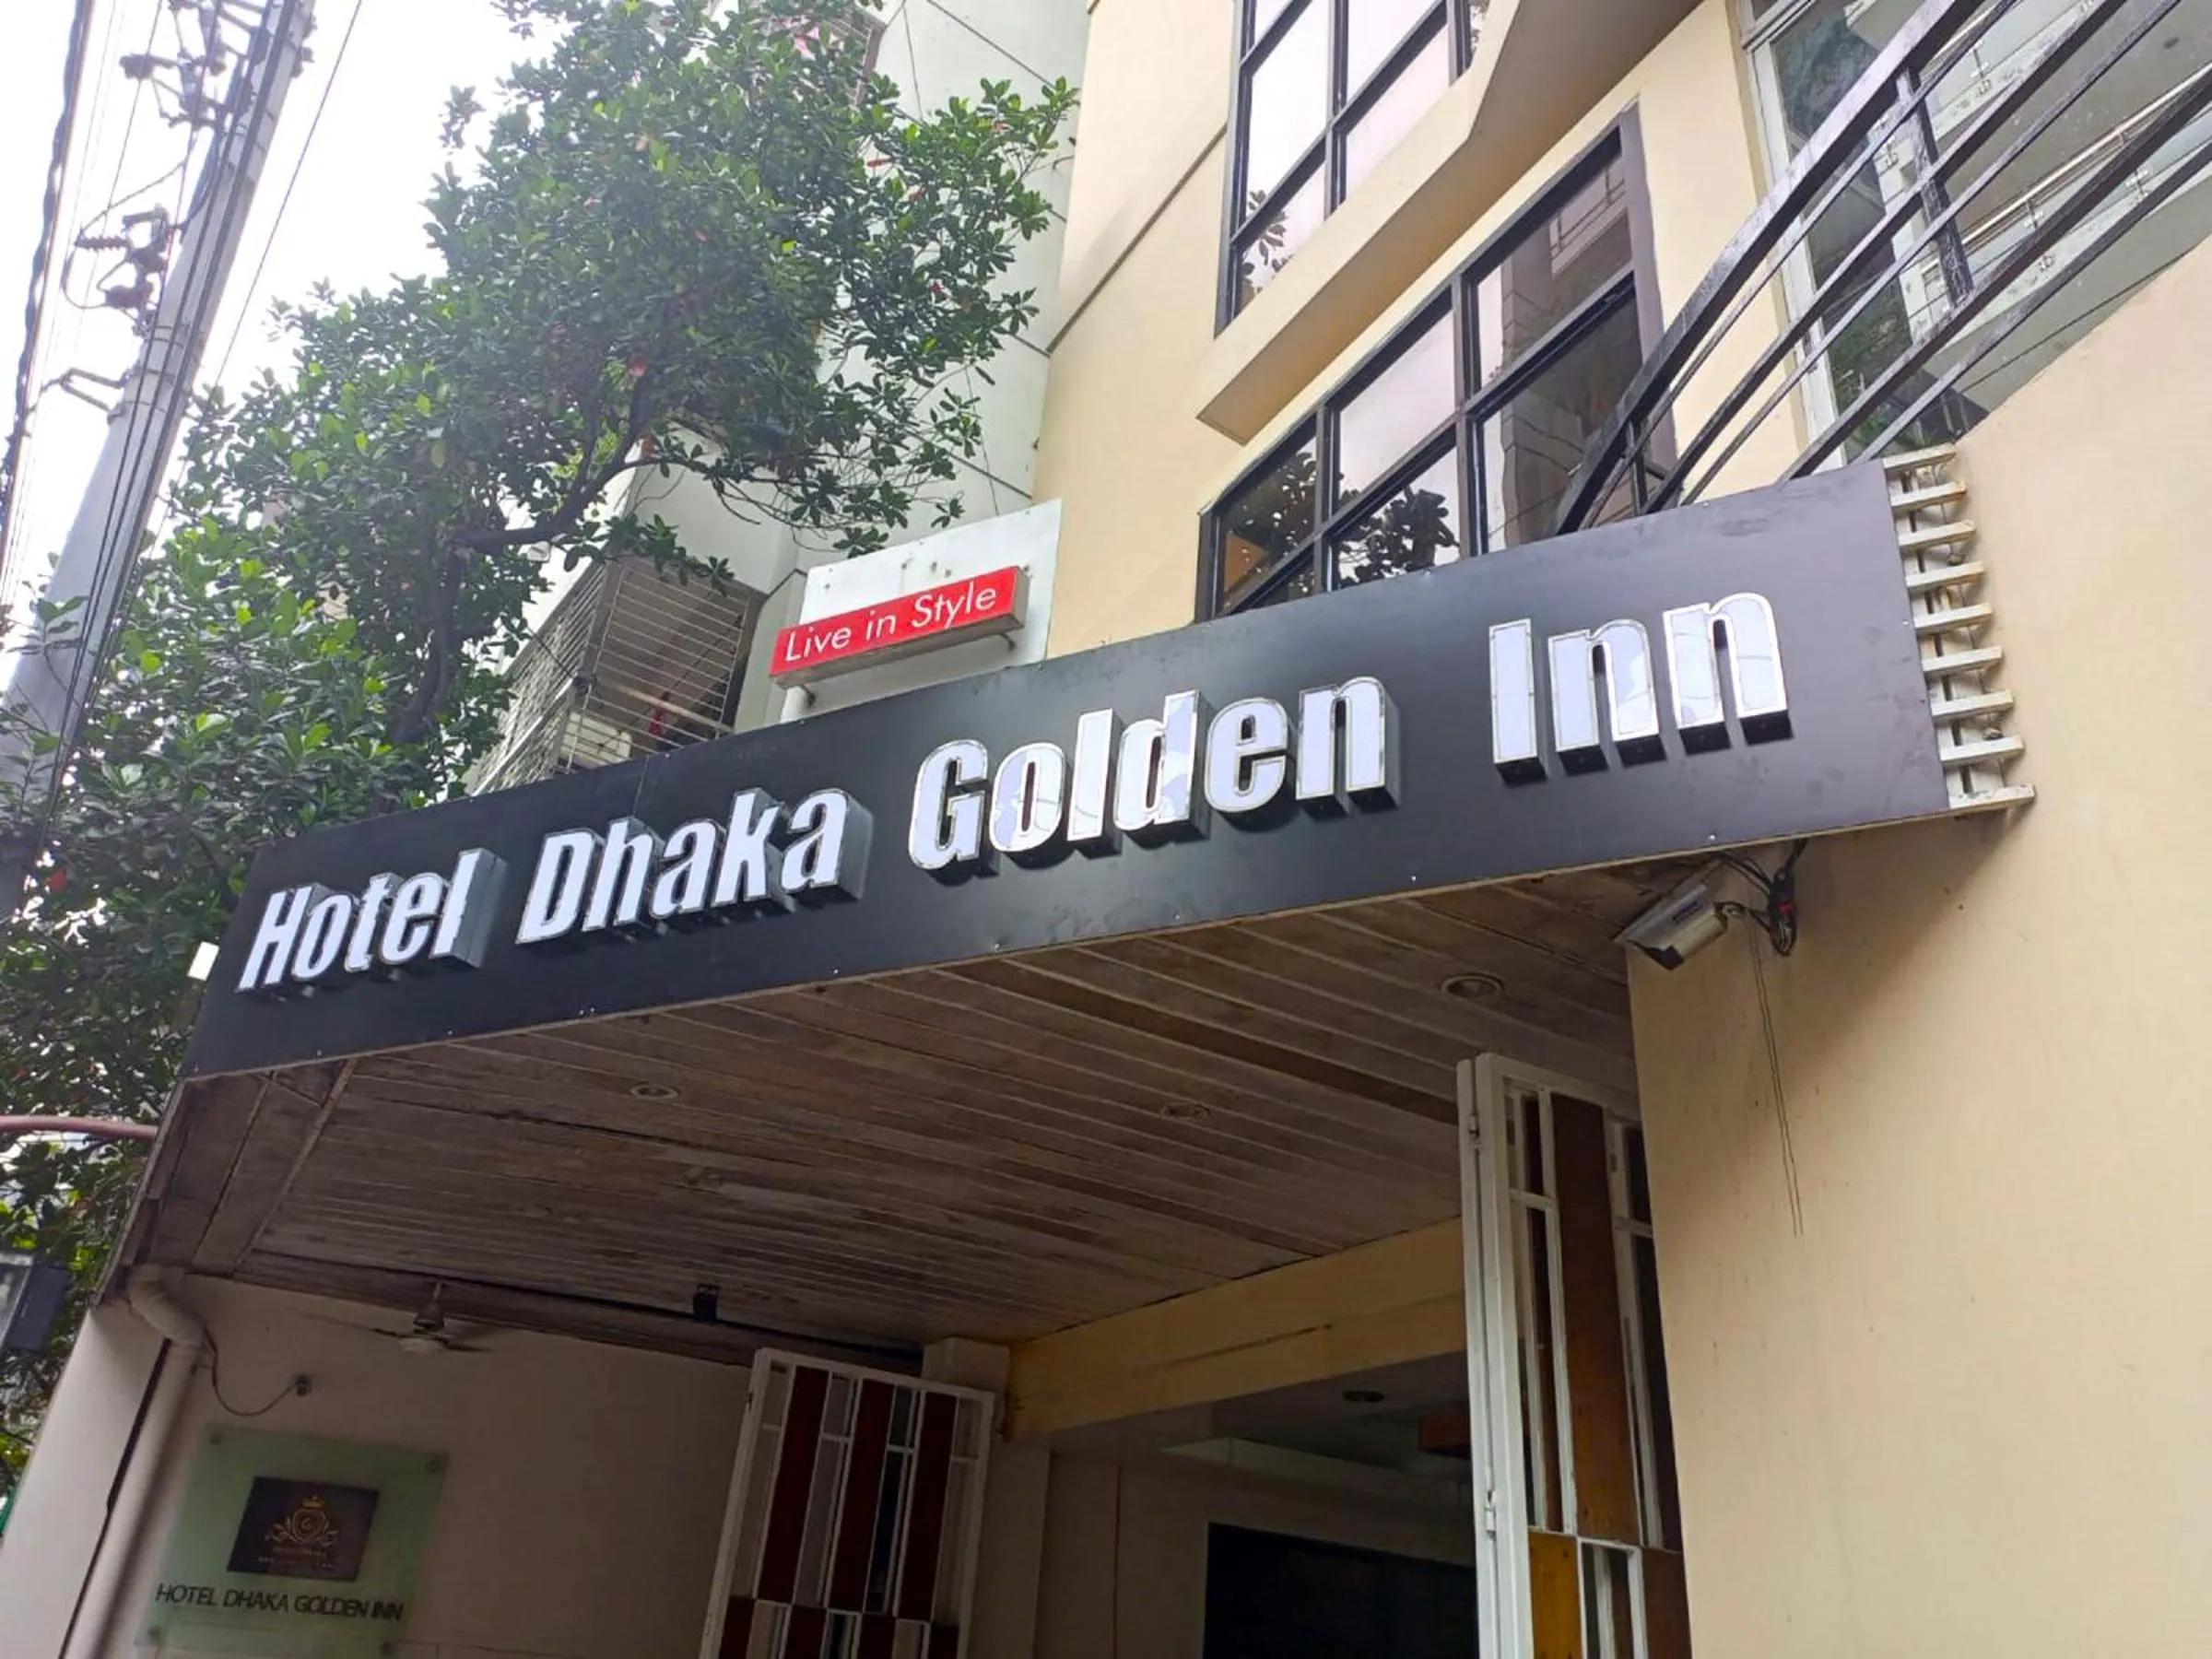 Live in Style
Hotel Dhaka Golden Inn
HOTEL DHAKA GOLDEN INN